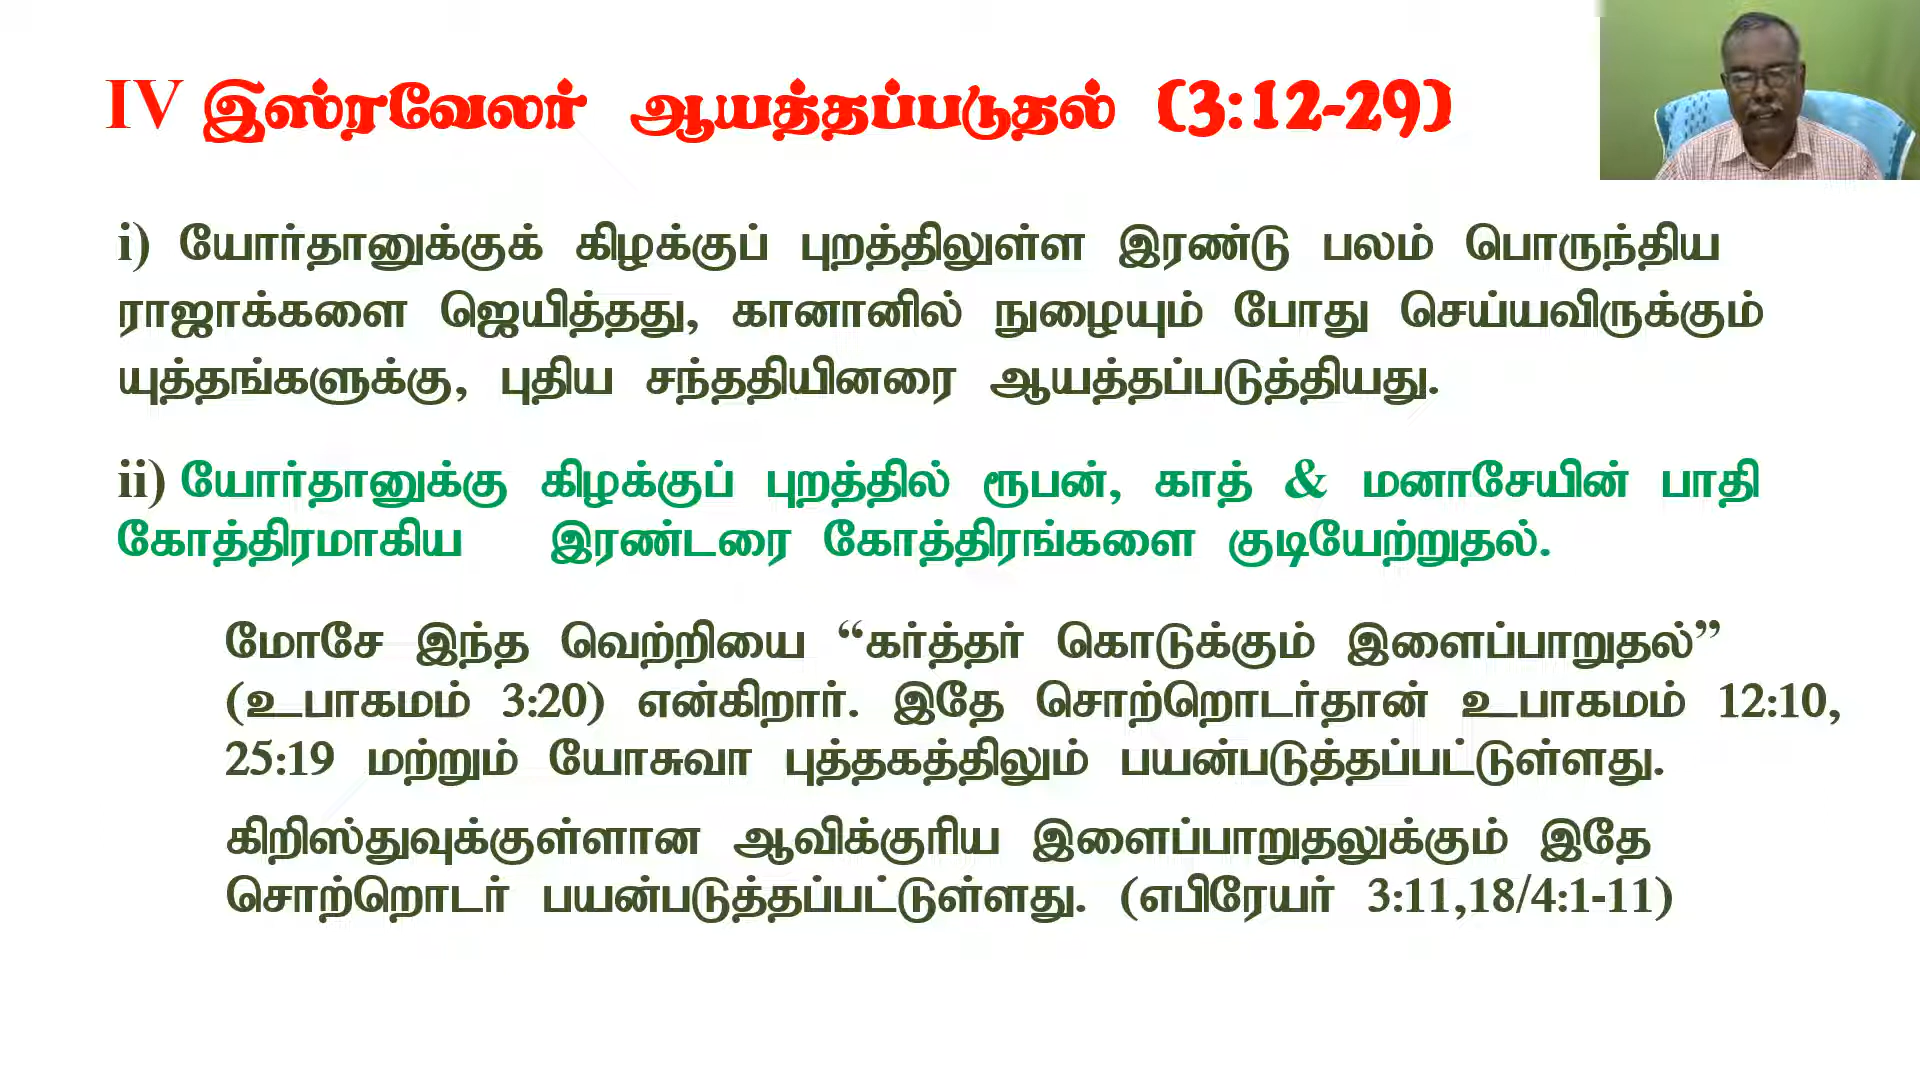 IV இஸ்ரவேலர் ஆயத்தப்படுதல் (3:12-29)
i) யோர்தானுக்குக் கிழக்குப் புறத்திலுள்ள இரண்டு பலம் பொருந்திய
ராஜாக்களை ஜெயித்தது, கானானில் நுழையும் போது செய்யவிருக்கும்
யுத்தங்களுக்கு, புதிய சந்ததியினரை ஆயத்தப்படுத்தியது.
ii) யோர்தானுக்கு கிழக்குப் புறத்தில் ரூபன், காத் & மனாசேயின் பாதி
கோத்திரமாகிய இரண்டரை கோத்திரங்களை குடியேற்றுதல்.
மோசே இந்த வெற்றியை “கர்த்தர் கொடுக்கும் இளைப்பாறுதல்”
(உபாகமம் 3:20) என்கிறார். இதே சொற்றொடர்தான் உபாகமம் 12:10,
25:19 மற்றும் யோசுவா புத்தகத்திலும் பயன்படுத்தப்பட்டுள்ளது.
கிறிஸ்துவுக்குள்ளான ஆவிக்குரிய இளைப்பாறுதலுக்கும் இதே
சொற்றொடர் பயன்படுத்தப்பட்டுள்ளது. (எபிரேயர் 3:11,18/4:1-11)